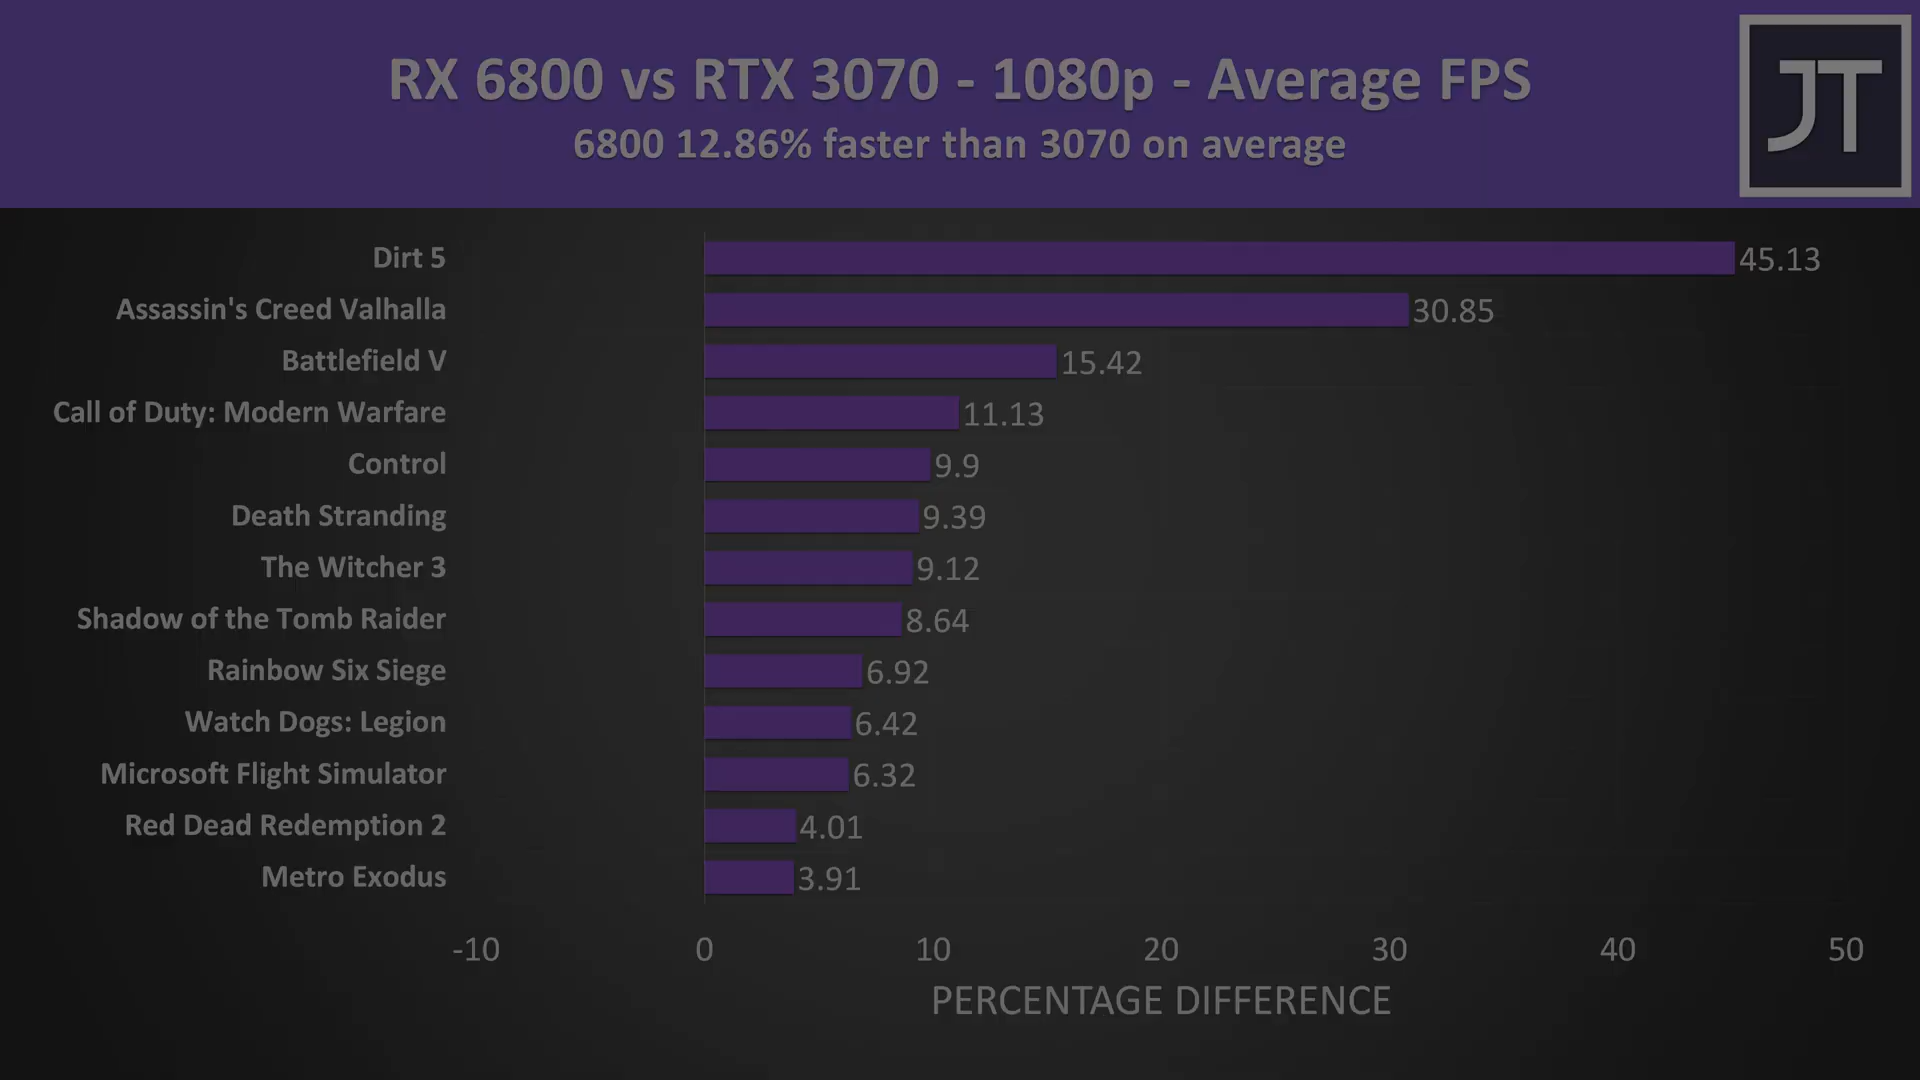 RX 6800 vs RTX 3070 - 1080p - Average FPS
6800 12.86% faster than 3070 on average
JT
Dirt 5 45.13
Assassin's Creed Valhalla 30.85
Battlefield V 15.42
Call of Duty: Modern Warfare 11.13
Control 9.9
Death Stranding 9.39
The Witcher 3 9.12
Shadow of the Tomb Raider 8.64
Rainbow Six Siege 6.92
Watch Dogs: Legion 6.42
Microsoft Flight Simulator 6.32
Red Dead Redemption 2 4.01
Metro Exodus 3.91
-10 0 10 20 30 40 50
PERCENTAGE DIFFERENCE